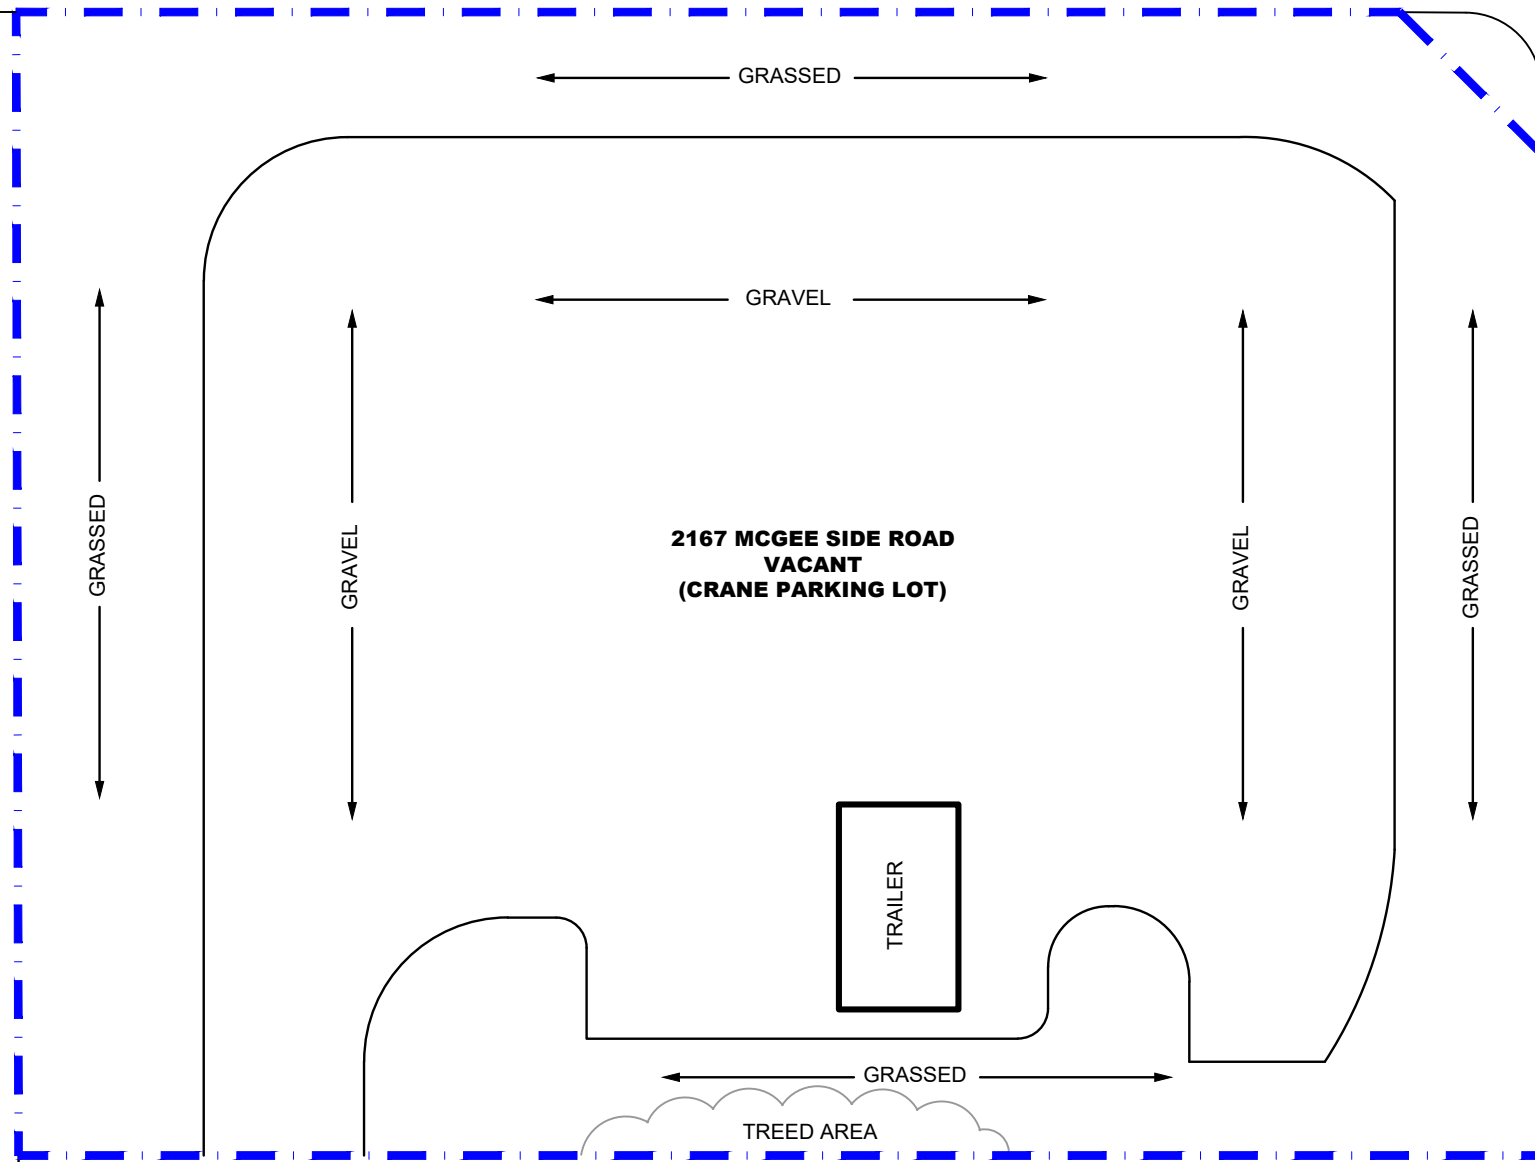 GRASSED
GRAVEL
GRASSED
GRAVEL
2167 MCGEE SIDE ROAD
VACANT
(CRANE PARKING LOT)
GRAVEL
GRASSED
TRAILER
GRASSED
TREED AREA